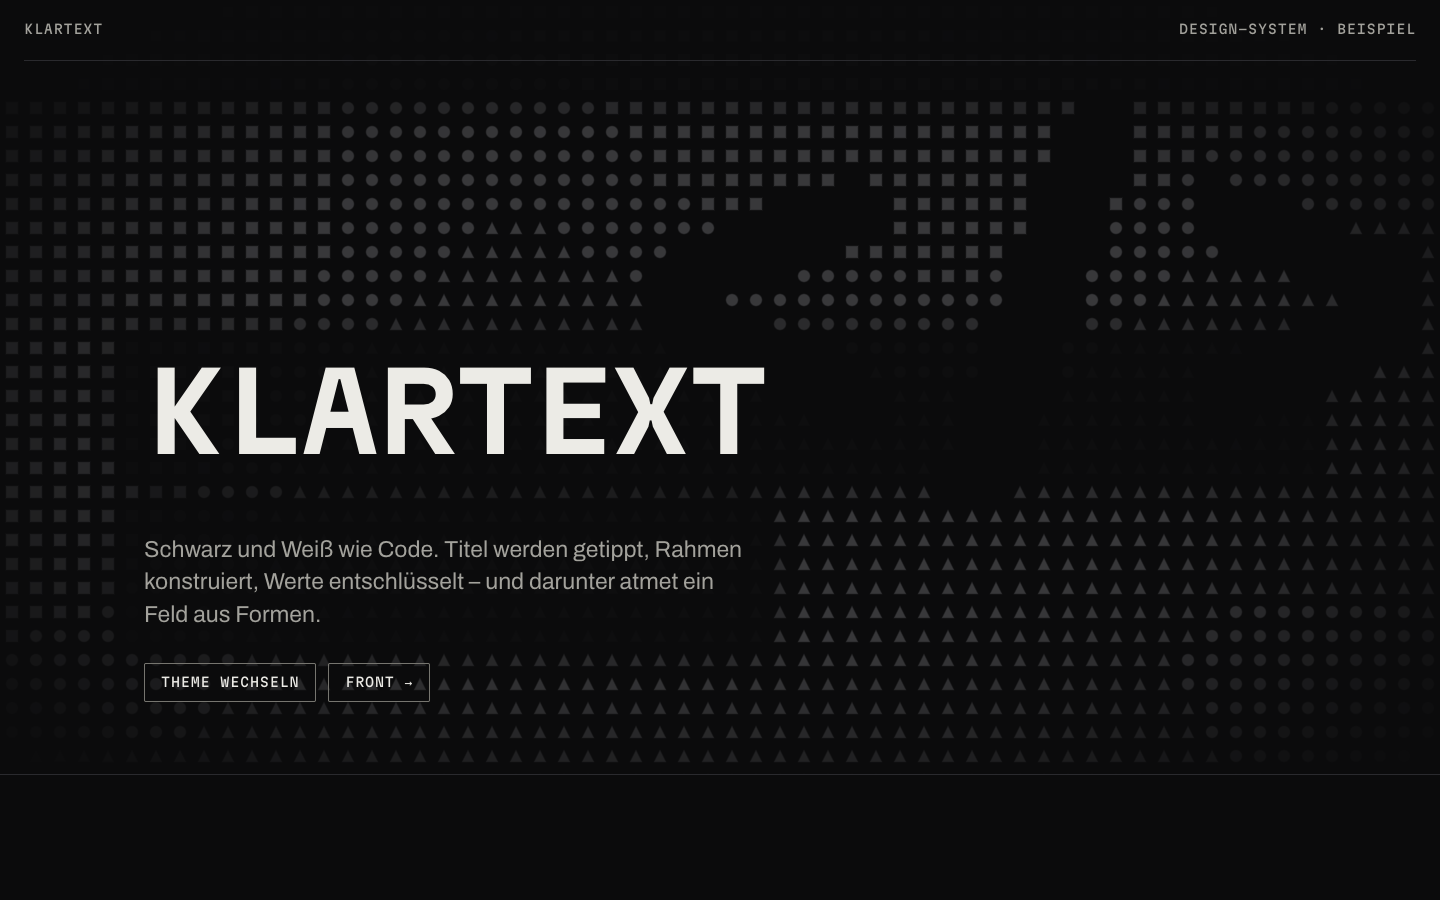 KLARTEXT
DESIGN–SYSTEM · BEISPIEL
KLARTEXT
Schwarz und Weiß wie Code. Titel werden getippt, Rahmen
konstruiert, Werte entschlüsselt – und darunter atmet ein
Feld aus Formen.
THEME WECHSELN
FRONT →